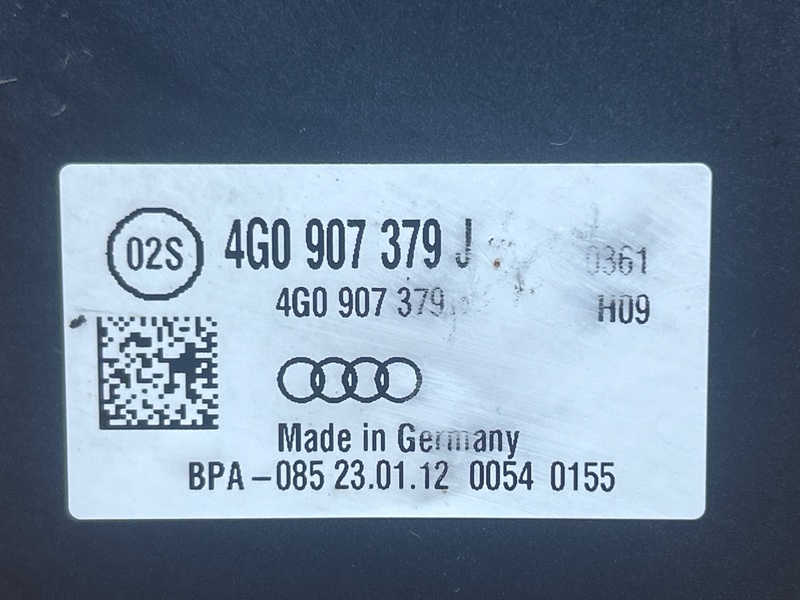 02S 4G0 907 379 J 0361
4G0 907 379 H09
Made in Germany
BPA-085 23.01.12 0054 0155